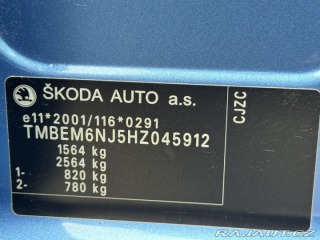 ŠKODA AUTO a.s.
e11*2001/116*0291
TMBEM6NJ5HZ045912
1564 kg
2564 kg
1- 820 kg
2- 780 kg
CJZC
RAJAUT.CZ